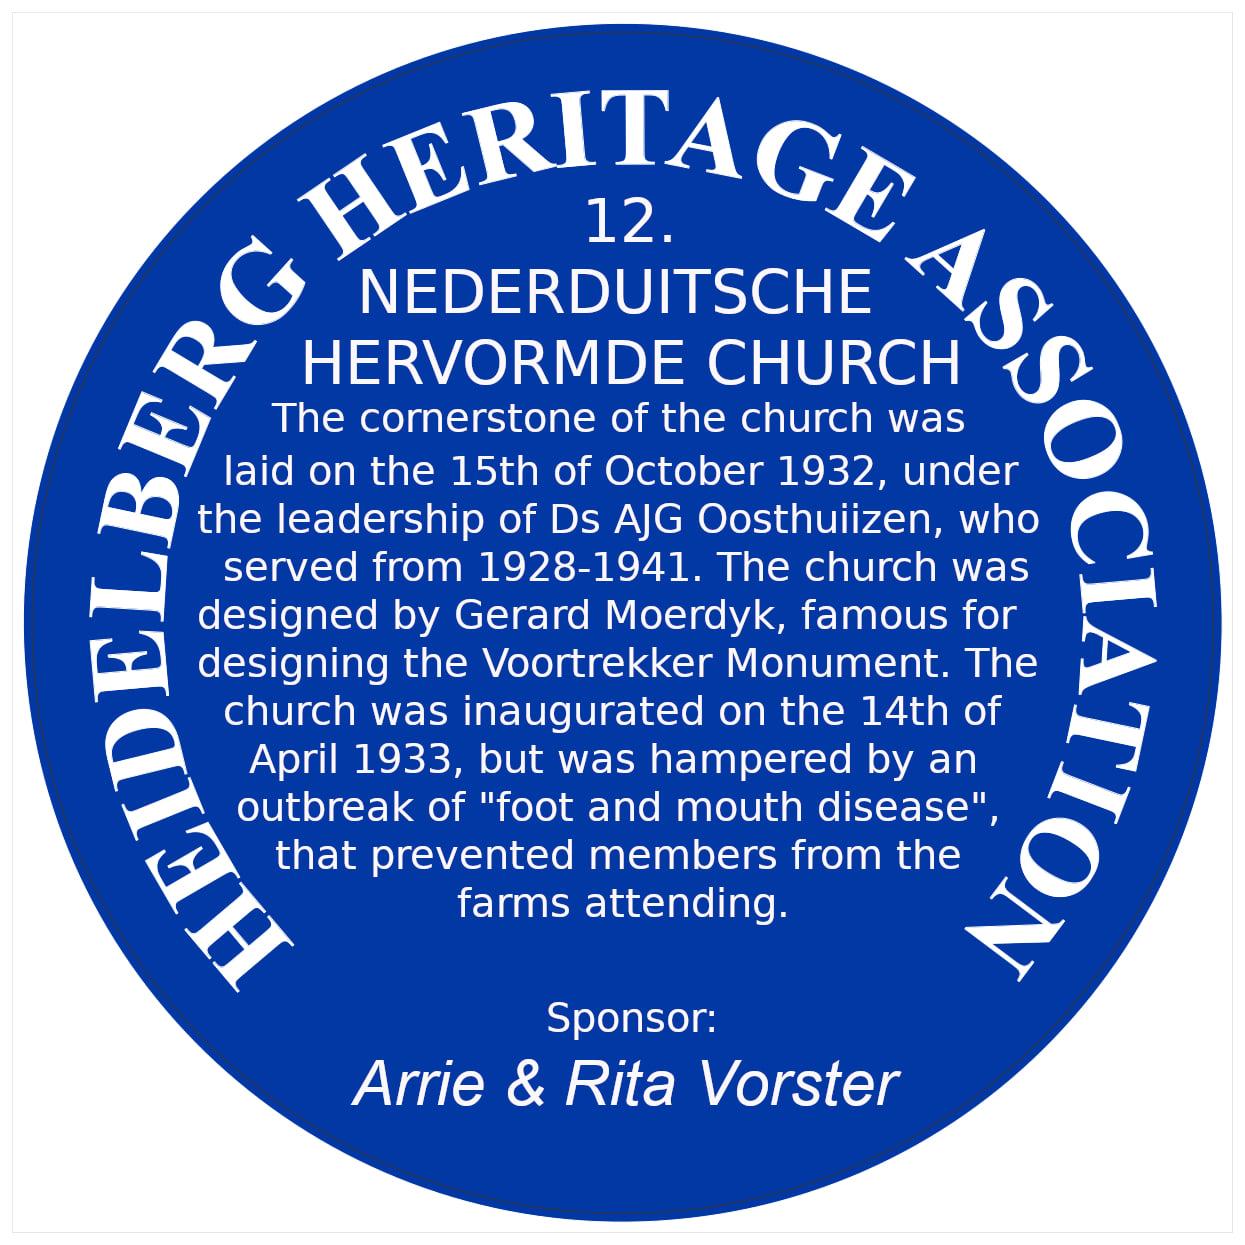 HEIDELBERG HERITAGE ASSOCIATION
12.
NEDERDUITSCHE
HERVORMDE CHURCH
The cornerstone of the church was
laid on the 15th of October 1932, under
the leadership of Ds AJG Oosthuiizen, who
served from 1928-1941. The church was
designed by Gerard Moerdyk, famous for
designing the Voortrekker Monument. The
church was inaugurated on the 14th of
April 1933, but was hampered by an
outbreak of "foot and mouth disease",
that prevented members from the
farms attending.
Sponsor:
Arrie & Rita Vorster